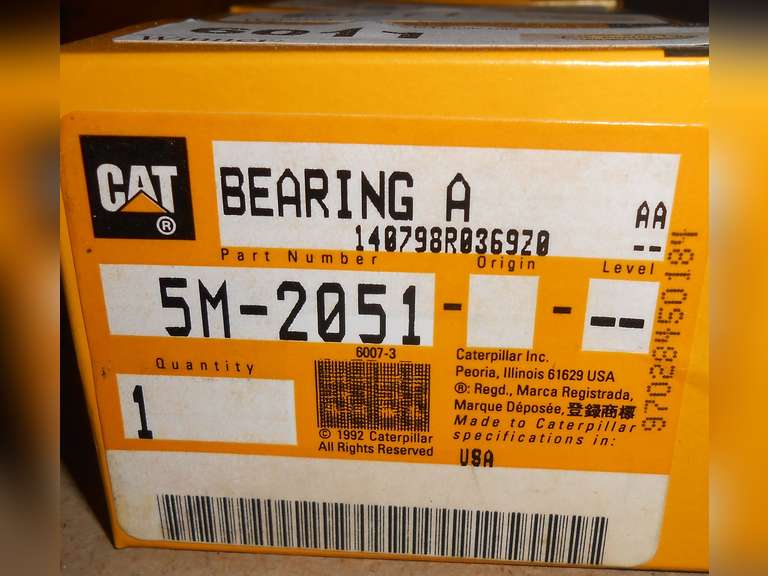 6011
CAT
®
BEARING A
AA
140798R0369Z0
--
Part Number
Origin
Level
5M-2051-
-
--
Quantity
1
6007-3
© 1992 Caterpillar
All Rights Reserved
Caterpillar Inc.
Peoria, Illinois 61629 USA
®: Regd., Marca Registrada,
Marque Déposée, 登録商標
Made to Caterpillar
specifications in:
USA